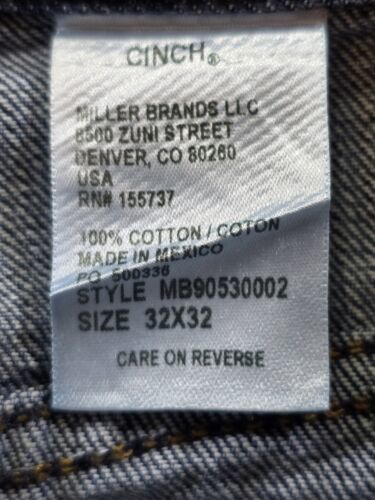 CINCH®
MILLER BRANDS LLC
8500 ZUNI STREET
DENVER, CO 80260
USA
RN# 155737
100% COTTON / COTON
MADE IN MEXICO
PO 500336
STYLE MB90530002
SIZE 32X32
CARE ON REVERSE